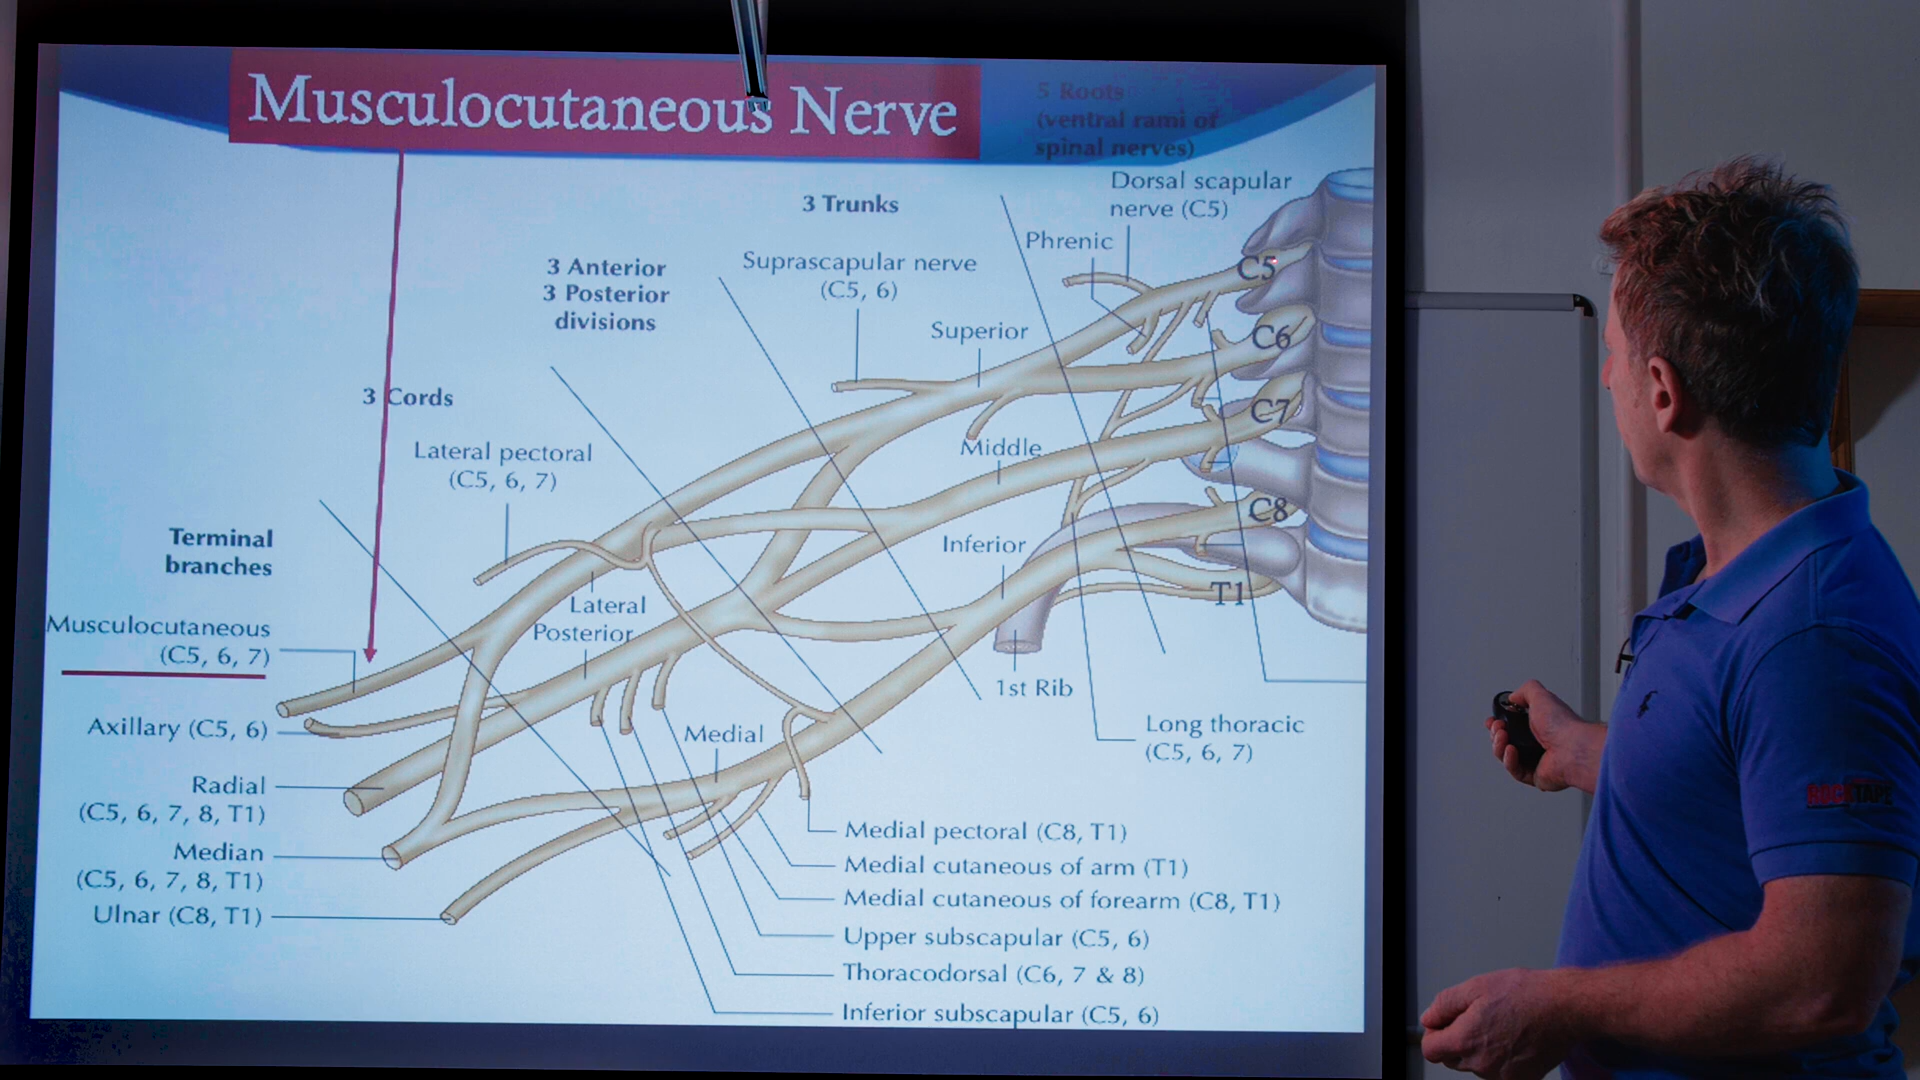 Musculocutaneous Nerve
5 Roots
(ventral rami of
spinal nerves)
Dorsal scapular
nerve (C5)
3 Trunks
Phrenic
Suprascapular nerve
(C5, 6)
3 Anterior
3 Posterior
divisions
C5
Superior
C6
3 Cords
C7
Lateral pectoral
(C5, 6, 7)
Middle
C8
Terminal
branches
Inferior
T1
Lateral
Posterior
Musculocutaneous
(C5, 6, 7)
1st Rib
Axillary (C5, 6)
Medial
Long thoracic
(C5, 6, 7)
Radial
(C5, 6, 7, 8, T1)
Median
(C5, 6, 7, 8, T1)
Ulnar (C8, T1)
Medial pectoral (C8, T1)
Medial cutaneous of arm (T1)
Medial cutaneous of forearm (C8, T1)
Upper subscapular (C5, 6)
Thoracodorsal (C6, 7 & 8)
Inferior subscapular (C5, 6)
ROCKTAPE